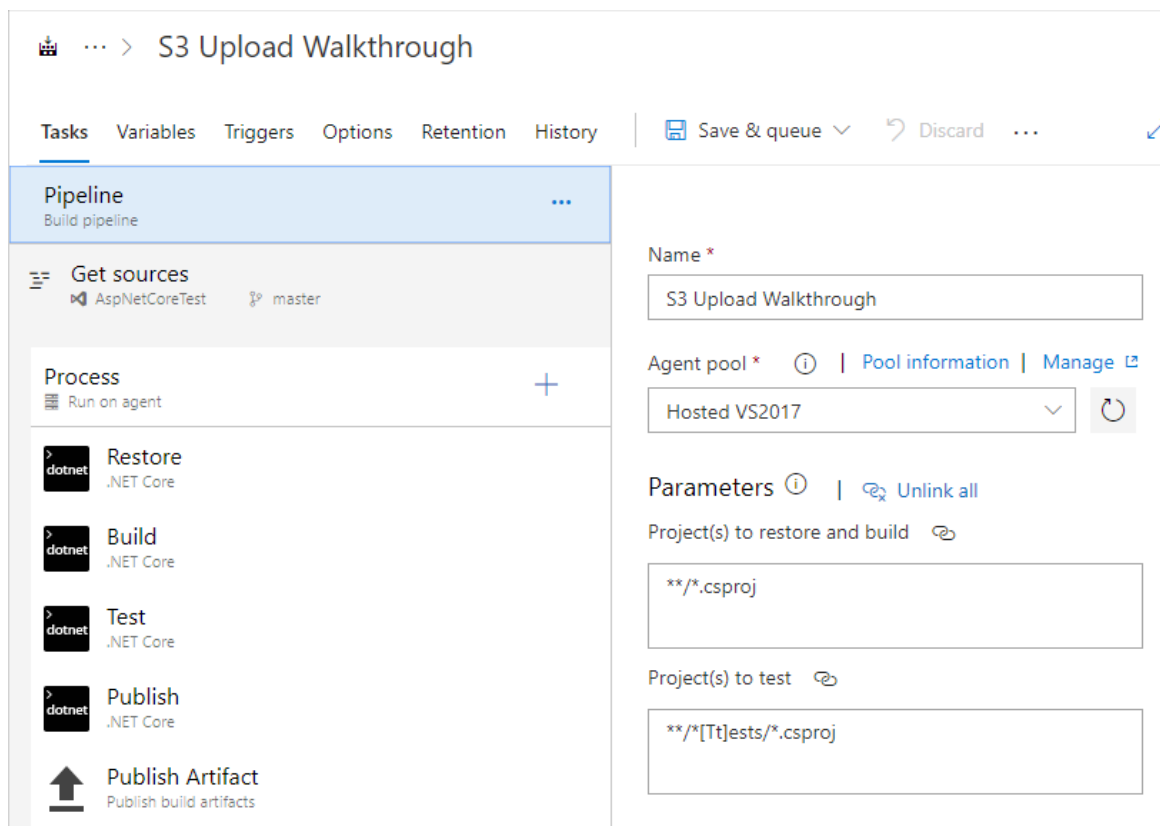 ··· > S3 Upload Walkthrough
Tasks Variables Triggers Options Retention History Save & queue Discard ...
Pipeline ...
Build pipeline
Get sources
AspNetCoreTest master
Process
Run on agent
>
dotnet
Restore
.NET Core
>
dotnet
Build
.NET Core
>
dotnet
Test
.NET Core
>
dotnet
Publish
.NET Core
Publish Artifact
Publish build artifacts
Name *
S3 Upload Walkthrough
Agent pool * | Pool information | Manage
Hosted VS2017
Parameters | Unlink all
Project(s) to restore and build
**/*.csproj
Project(s) to test
**/*[Tt]ests/*.csproj